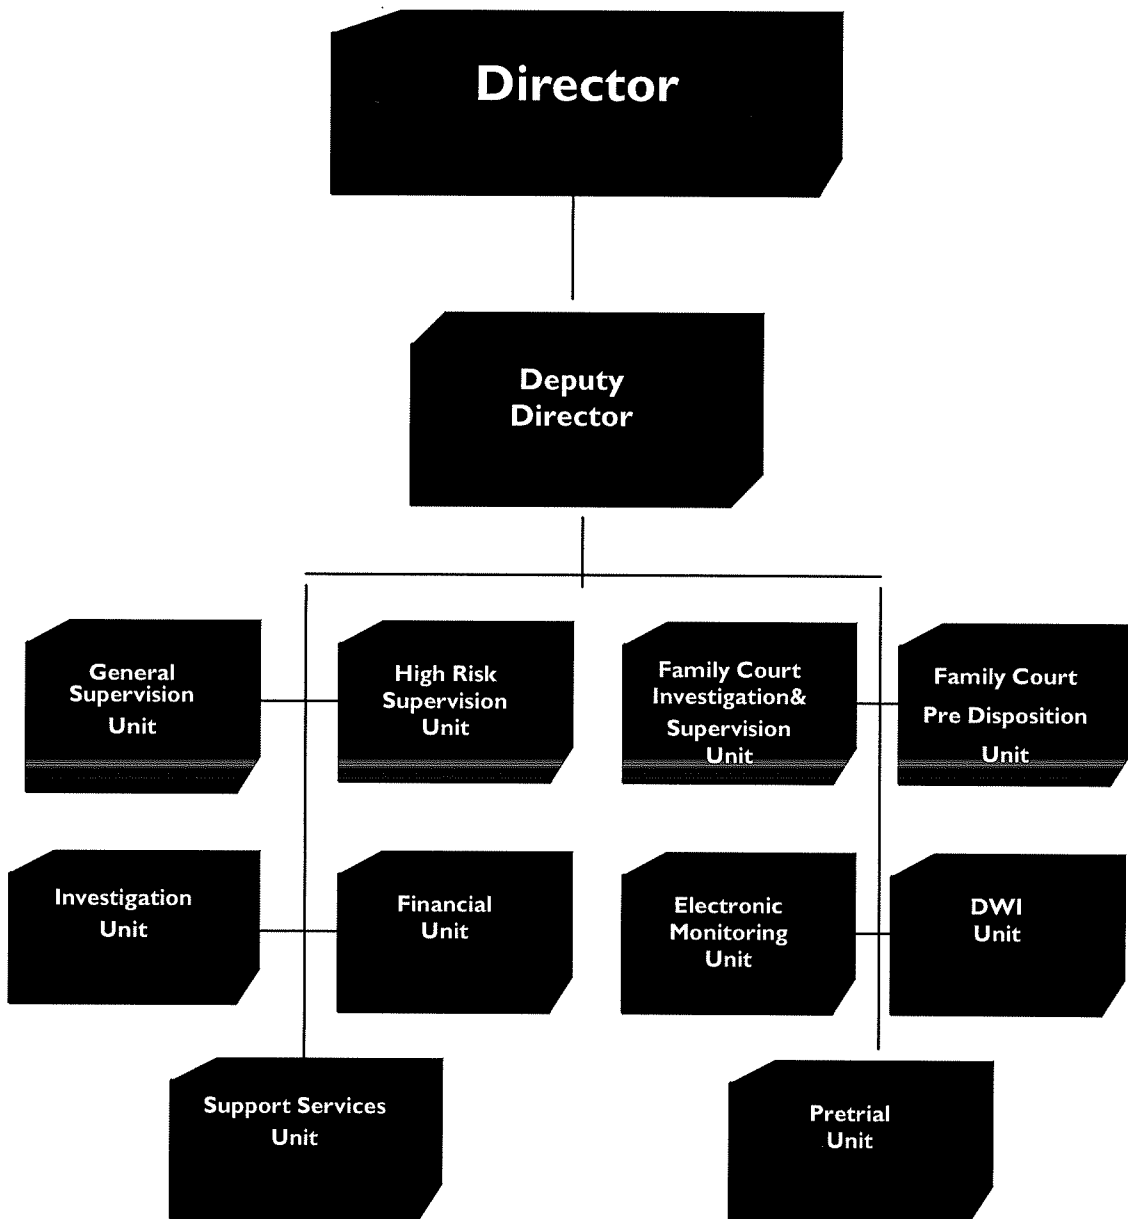 Director
Deputy
Director
General
Supervision
Unit
High Risk
Supervision
Unit
Family Court
Investigation&
Supervision
Unit
Family Court
Pre Disposition
Unit
Investigation
Unit
Financial
Unit
Electronic
Monitoring
Unit
DWI
Unit
Support Services
Unit
Pretrial
Unit